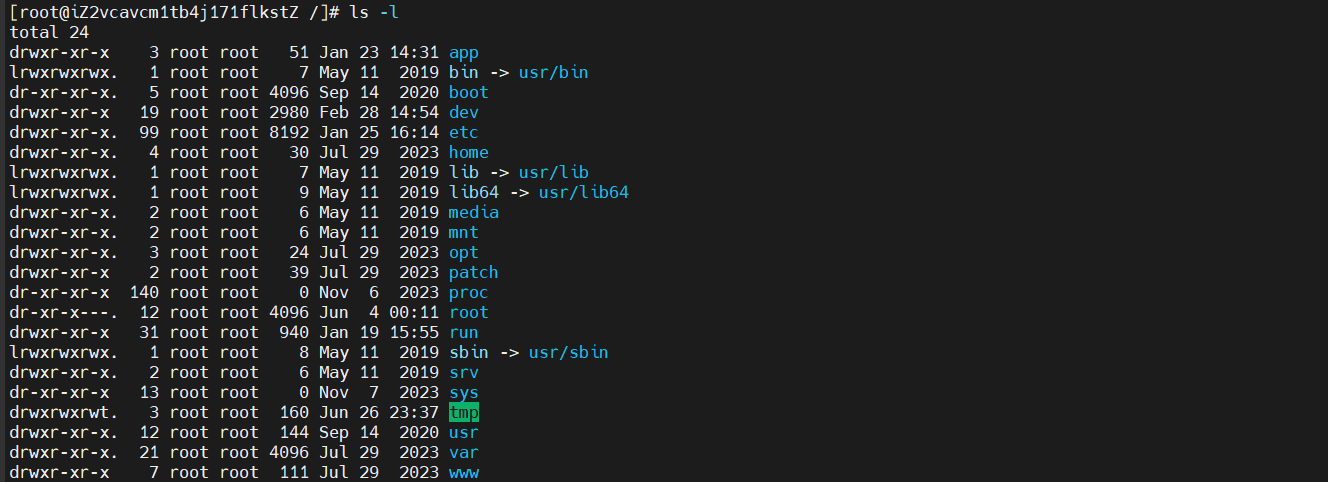 [root@iZ2vcavcm1tb4j171flkstZ /]# ls -l
total 24
drwxr-xr-x    3 root root   51 Jan 23 14:31 app
lrwxrwxrwx.   1 root root    7 May 11  2019 bin -> usr/bin
dr-xr-xr-x.   5 root root 4096 Sep 14  2020 boot
drwxr-xr-x   19 root root 2980 Feb 28 14:54 dev
drwxr-xr-x.  99 root root 8192 Jan 25 16:14 etc
drwxr-xr-x.   4 root root   30 Jul 29  2023 home
lrwxrwxrwx.   1 root root    7 May 11  2019 lib -> usr/lib
lrwxrwxrwx.   1 root root    9 May 11  2019 lib64 -> usr/lib64
drwxr-xr-x.   2 root root    6 May 11  2019 media
drwxr-xr-x.   2 root root    6 May 11  2019 mnt
drwxr-xr-x.   3 root root   24 Jul 29  2023 opt
drwxr-xr-x    2 root root   39 Jul 29  2023 patch
dr-xr-xr-x  140 root root    0 Nov  6  2023 proc
dr-xr-x---.  12 root root 4096 Jun  4 00:11 root
drwxr-xr-x   31 root root  940 Jan 19 15:55 run
lrwxrwxrwx.   1 root root    8 May 11  2019 sbin -> usr/sbin
drwxr-xr-x.   2 root root    6 May 11  2019 srv
dr-xr-xr-x   13 root root    0 Nov  7  2023 sys
drwxrwxrwt.   3 root root  160 Jun 26 23:37 tmp
drwxr-xr-x.  12 root root  144 Sep 14  2020 usr
drwxr-xr-x.  21 root root 4096 Jul 29  2023 var
drwxr-xr-x    7 root root  111 Jul 29  2023 www